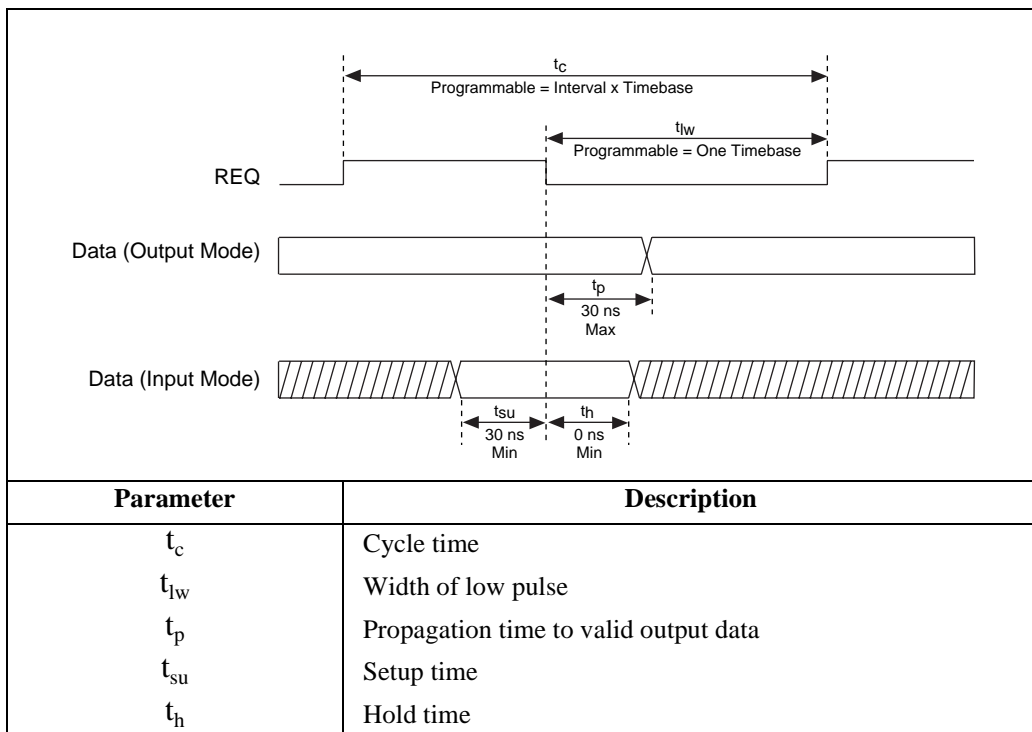 tC
Programmable = Interval x Timebase
tlw
Programmable = One Timebase
REQ
Data (Output Mode)
tp
30 ns
Max
Data (Input Mode)
tsu th
30 ns 0 ns
Min Min
Parameter Description
tc Cycle time
tlw Width of low pulse
tp Propagation time to valid output data
tsu Setup time
th Hold time